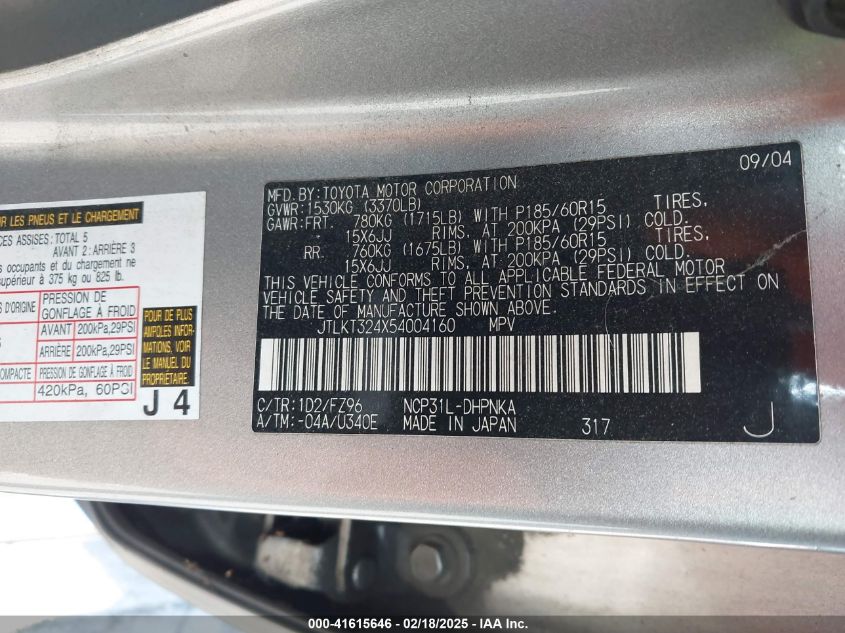 OR LES PNEUS ET LE CHARGEMENT
CES ASSISES: TOTAL 5
AVANT 2: ARRIÈRE 3
s occupants et du chargement ne
supérieur à 375 kg ou 825 lb.
S D'ORIGINE PRESSION DE
GONFLAGE À FROID
AVANT 200kPa,29PSI
ARRIÈRE 200kPa,29PSI
COMPACTE PRESSION DE GONFLAGE À FROID
420kPa, 60PSI
POUR DE PLUS
AMPLES INFOR-
MATIONS, VOIR
LE MANUEL DU
PROPRIÉTAIRE.
J 4
09/04
MFD.BY:TOYOTA MOTOR CORPORATION
GVWR:1530KG (3370LB)
GAWR:FRT. 780KG (1715LB) WITH P185/60R15 TIRES,
15X6JJ RIMS, AT 200KPA (29PSI) COLD.
RR. 760KG (1675LB) WITH P185/60R15 TIRES,
15X6JJ RIMS, AT 200KPA (29PSI) COLD.
THIS VEHICLE CONFORMS TO ALL APPLICABLE FEDERAL MOTOR
VEHICLE SAFETY AND THEFT PREVENTION STANDARDS IN EFFECT ON
THE DATE OF MANUFACTURE SHOWN ABOVE.
JTLKT324X54004160 MPV
C/TR:1D2/FZ96 NCP31L-DHPNKA
A/TM:-04A/U340E MADE IN JAPAN 317 J
000-41615646 - 02/18/2025 - IAA Inc.